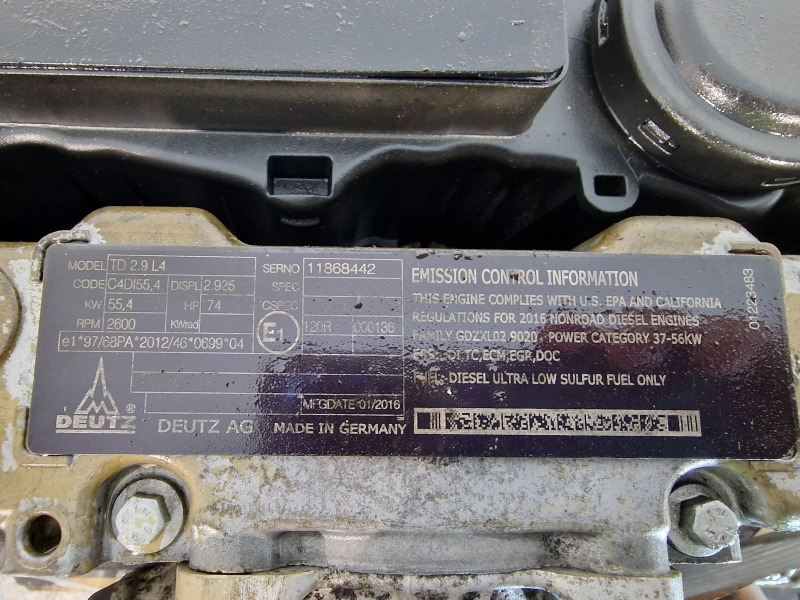 MODEL TD 2.9 L4
CODE C4DI55,4 DISPL 2.925
KW 55,4 HP 74
RPM 2600 KWred
e1*97/68PA*2012/46*0699*04
DEUTZ ®
DEUTZ AG
SERNO 11868442
SPEC
CSPEC
E1 120R 000136
MFGDATE 01/2016
MADE IN GERMANY
EMISSION CONTROL INFORMATION
THIS ENGINE COMPLIES WITH U.S. EPA AND CALIFORNIA
REGULATIONS FOR 2016 NONROAD DIESEL ENGINES
FAMILY GDZXL02.9020 POWER CATEGORY 37-56KW
DI,TC,ECM,EGR,DOC
FUEL: DIESEL ULTRA LOW SULFUR FUEL ONLY
01223483